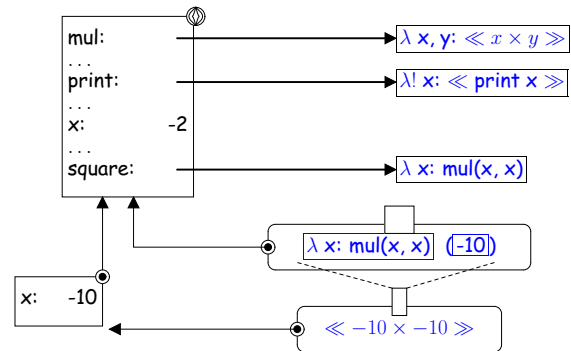 mul: λ x, y: ≪ x × y ≫
. . .
print: λ! x: ≪ print x ≫
. . .
x: -2
. . .
square: λ x: mul(x, x)
λ x: mul(x, x) (-10)
x: -10
≪ −10 × −10 ≫